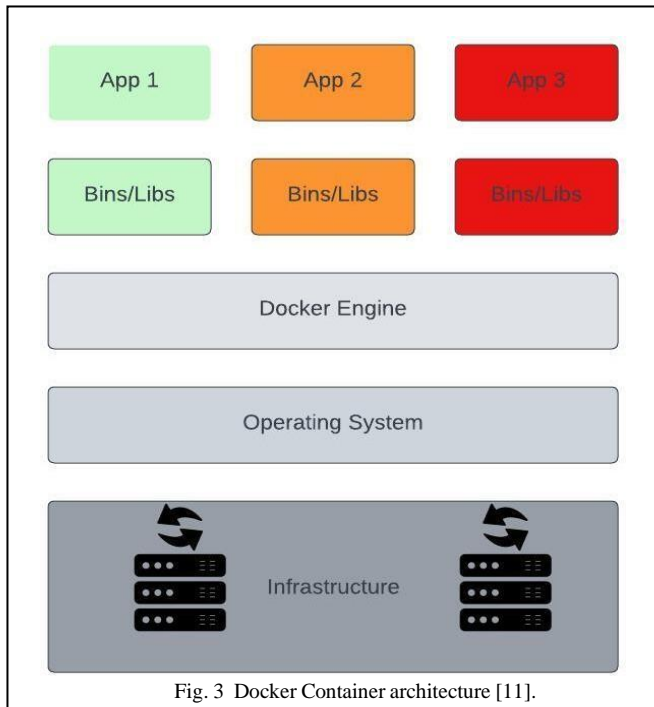 App 1 App 2 App 3
Bins/Libs Bins/Libs Bins/Libs
Docker Engine
Operating System
Infrastructure
Fig. 3 Docker Container architecture [11].